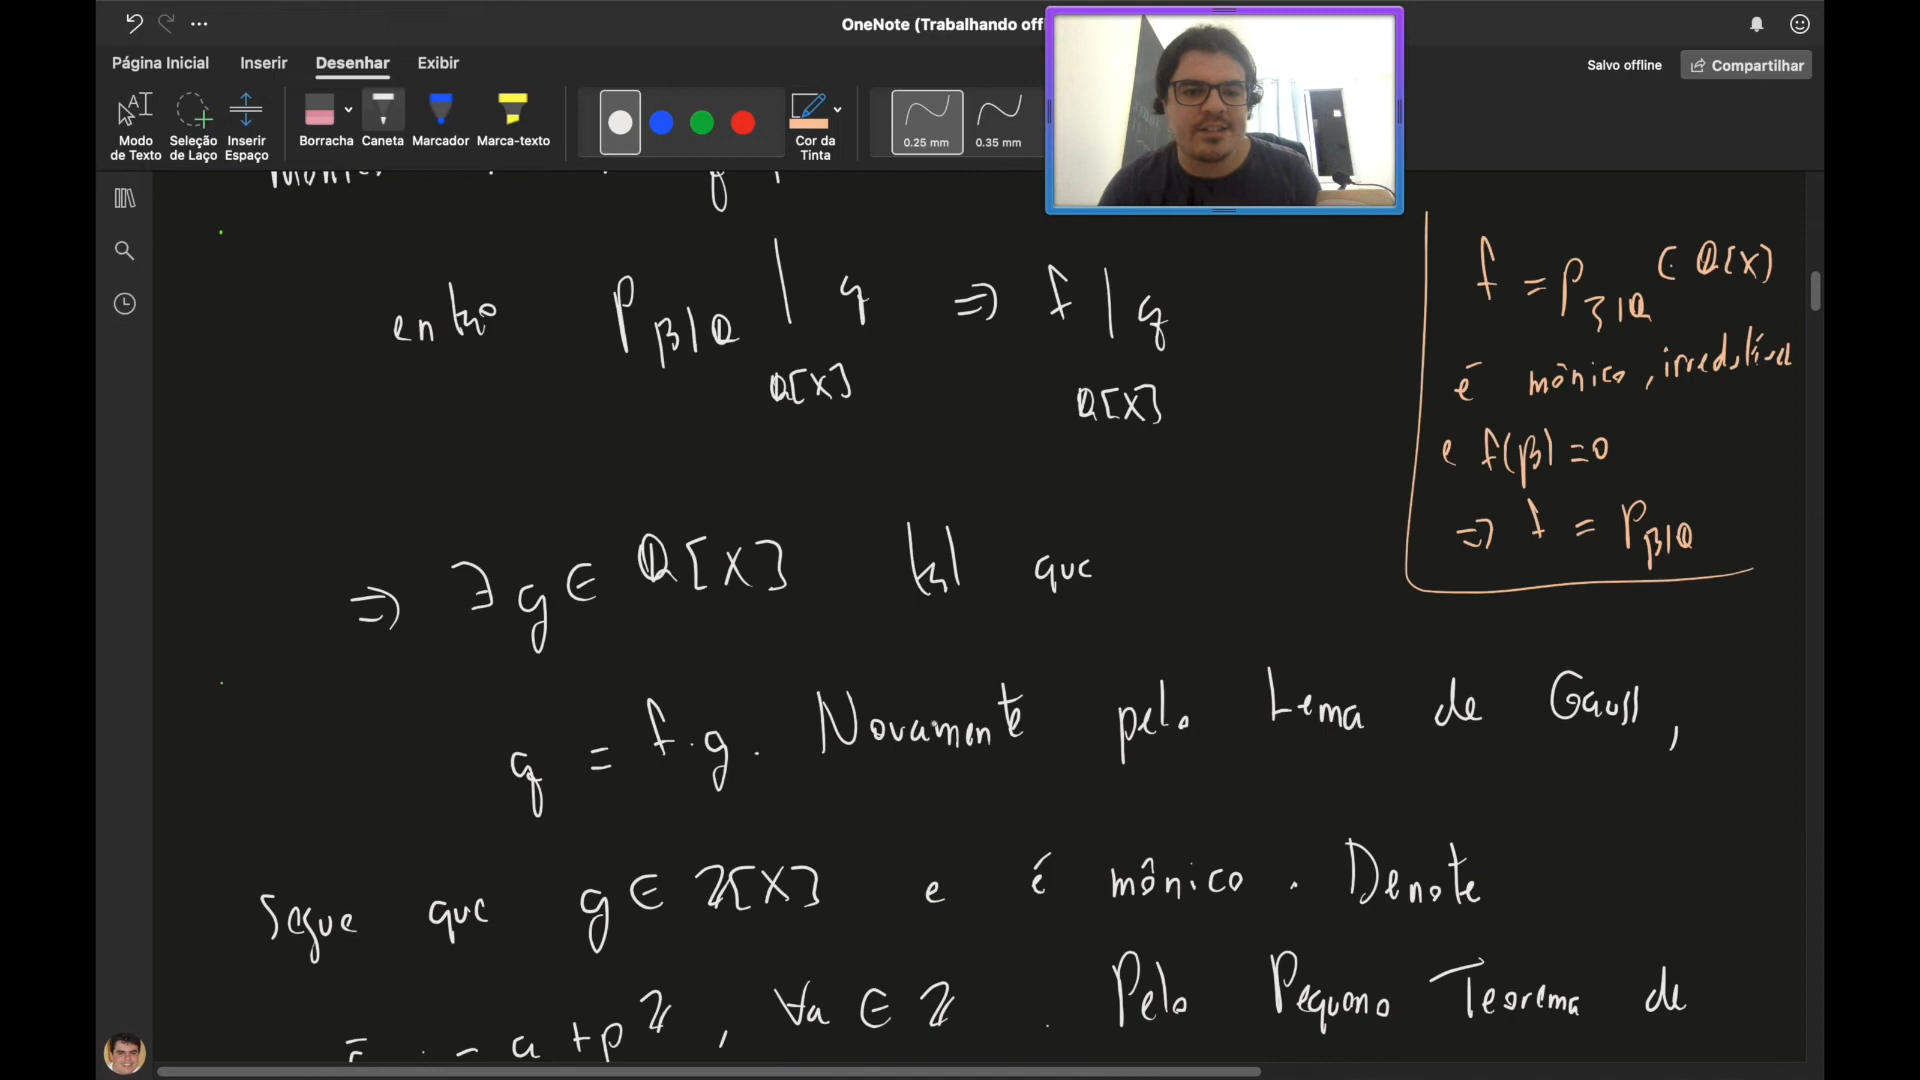 OneNote (Trabalhando off
Página Inicial Inserir Desenhar Exibir
Salvo offline
Compartilhar
Modo de Texto
Seleção de Laço
Inserir Espaço
Borracha
Caneta
Marcador
Marca-texto
Cor da Tinta
0.25 mm
0.35 mm
então P_{β|ℚ} | q ⇒ f | q
ℚ[X] ℚ[X]
⇒ ∃ g ∈ ℚ[X] tal que
q = f·g. Novamente pelo Lema de Gauss,
segue que g ∈ ℤ[X] e é mônico. Denote
:= a + pℤ, ∀a ∈ ℤ. Pelo Pequeno Teorema de
f = P_{ζ|ℚ} ∈ ℚ[X]
é mônico, irredutível
e f(β) = 0
⇒ f = P_{β|ℚ}